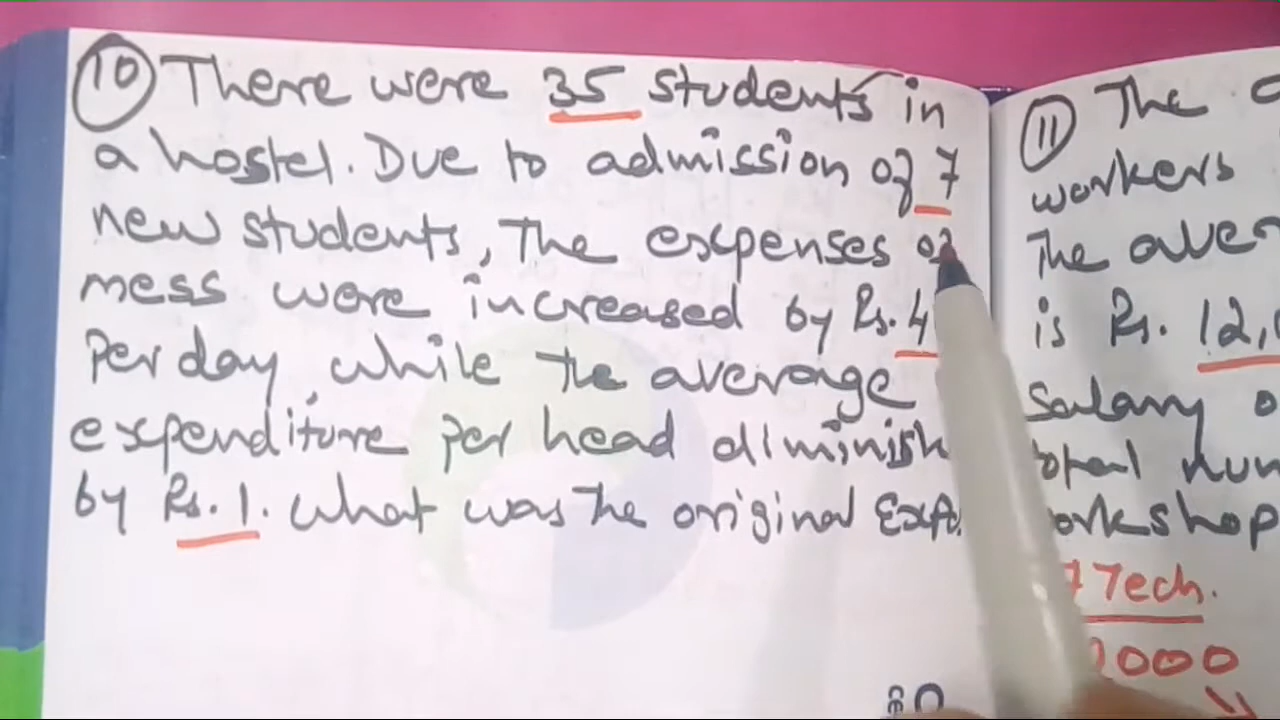 10 There were 35 students in
a hostel. Due to admission of 7
new students, The expenses of
mess were increased by Rs. 4
Per day, while the average
expenditure per head diminish
by Rs. 1. What was the original Exp.
11 The
workers
The aver
is Rs. 12,
Salary o
total num
workshop
7 Tech.
000